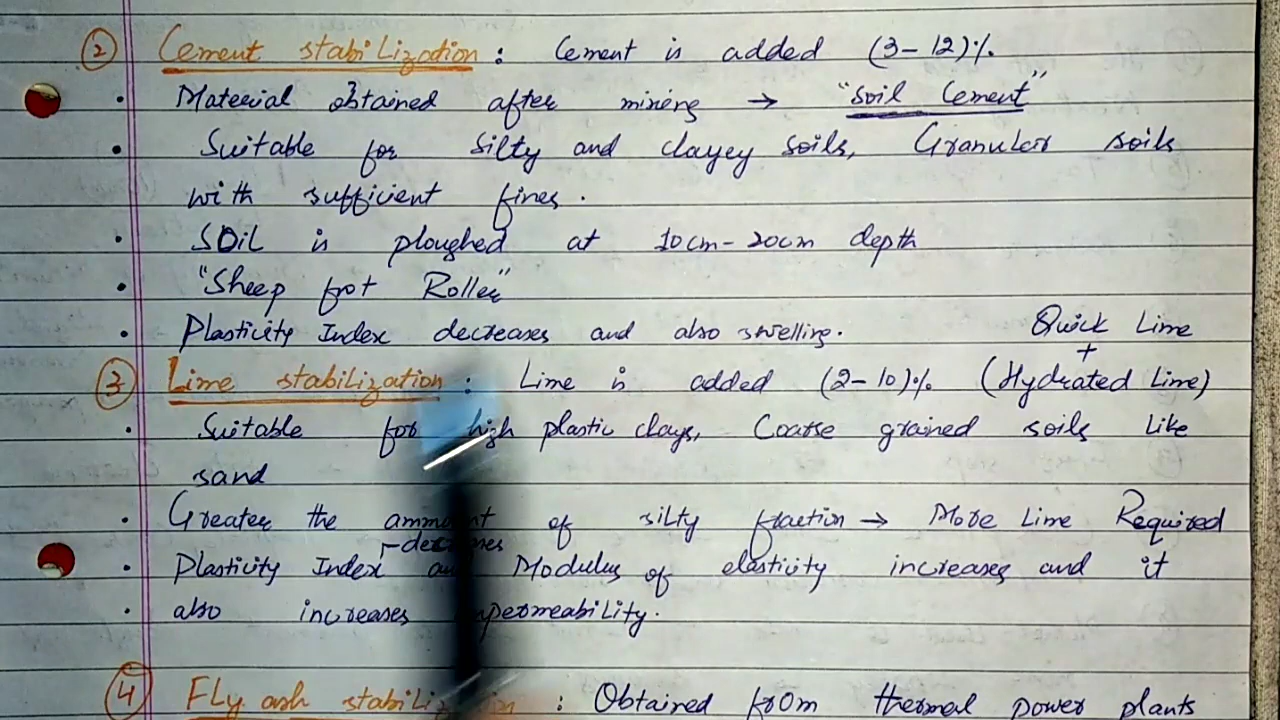 ② Cement stabilization : Cement is added (3-12)%
• Material obtained after mining → "Soil Cement"
• Suitable for silty and clayey soils, Granular soils
with sufficient fines.
• Soil is ploughed at 10cm-20cm depth
• "Sheep foot Roller"
• Plasticity Index decreases and also swelling.
Quick Lime
+
③ Lime stabilization : Lime is added (2-10)% (Hydrated Lime)
• Suitable for high plastic clays, Coarse grained soils like
sand
• Greater the ammount of silty fraction → More Lime Required
decreases
• Plasticity Index and Modulus of elasticity increases and it
• also increases permeability.
④ Fly ash : Obtained from thermal power plants